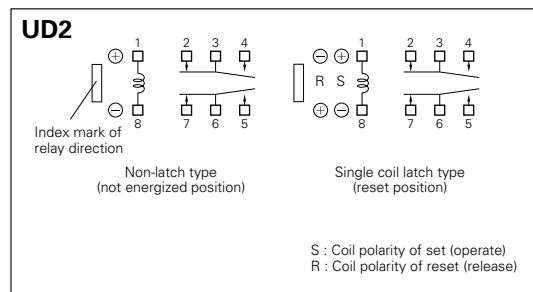 UD2
⊕ 1 2 3 4
⊖ 8 7 6 5
Index mark of
relay direction
Non-latch type
(not energized position)
⊖ ⊕ 1 2 3 4
R S
⊕ ⊖ 8 7 6 5
Single coil latch type
(reset position)
S : Coil polarity of set (operate)
R : Coil polarity of reset (release)